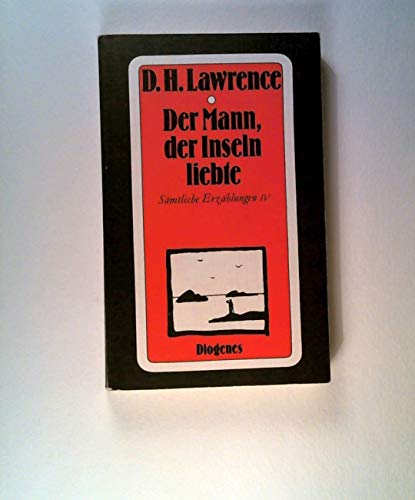 D. H. Lawrence
Der Mann,
der Inseln
liebte
Sämtliche Erzählungen IV
Diogenes